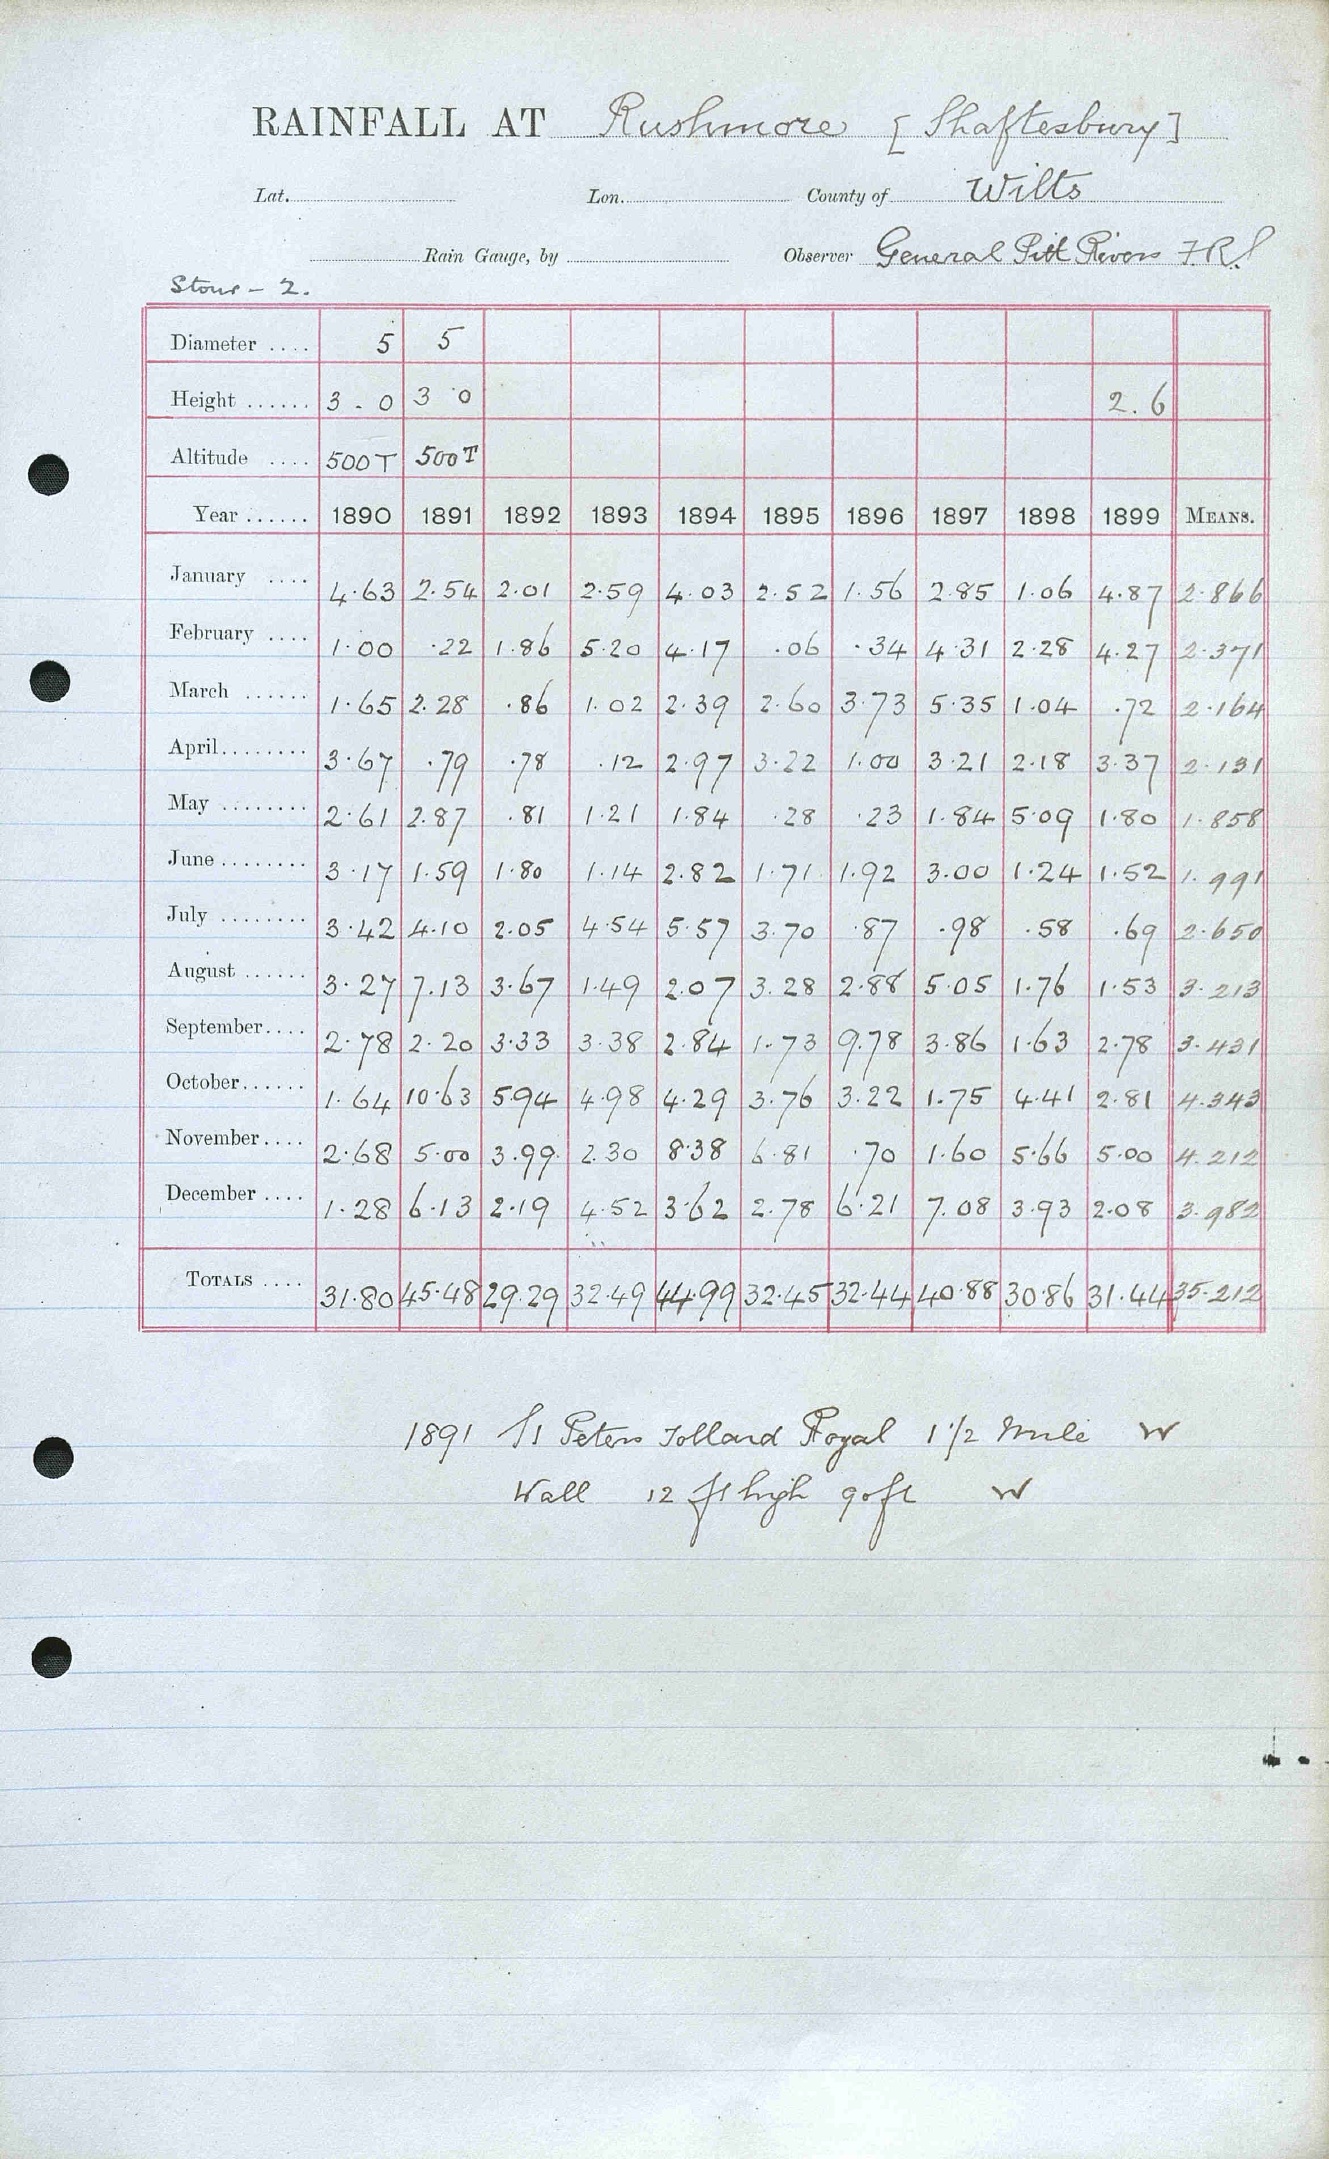 RAINFALL AT Rushmore [Shaftesbury]
Lat. Lon. County of Wilts
Rain Gauge, by Observer General Pitt Rivers F.R.S
Stour - 2.
Diameter .... 5 5
Height ...... 3 - 0 3 0 2.6
Altitude .... 500T 500T
Year ...... 1890 1891 1892 1893 1894 1895 1896 1897 1898 1899 MEANS.
January .... 4.63 2.54 2.01 2.59 4.03 2.52 1.56 2.85 1.06 4.87 2.866
February .... 1.00 .22 1.86 5.20 4.17 .06 .34 4.31 2.28 4.27 2.371
March ...... 1.65 2.28 .86 1.02 2.39 2.60 3.73 5.35 1.04 .72 2.164
April........ 3.67 .79 .78 .12 2.97 3.22 1.00 3.21 2.18 3.37 2.131
May ........ 2.61 2.87 .81 1.21 1.84 .28 .23 1.84 5.09 1.80 1.858
June ........ 3.17 1.59 1.80 1.14 2.82 1.71 1.92 3.00 1.24 1.52 1.991
July ........ 3.42 4.10 2.05 4.54 5.57 3.70 .87 .98 .58 .69 2.650
August ...... 3.27 7.13 3.67 1.49 2.07 3.28 2.88 5.05 1.76 1.53 3.213
September.... 2.78 2.20 3.33 3.38 2.84 1.73 9.78 3.86 1.63 2.78 3.431
October...... 1.64 10.63 5.94 4.98 4.29 3.76 3.22 1.75 4.41 2.81 4.343
November.... 2.68 5.00 3.99 2.30 8.38 6.81 .70 1.60 5.66 5.00 4.212
December .... 1.28 6.13 2.19 4.52 3.62 2.78 6.21 7.08 3.93 2.08 3.982
TOTALS .... 31.80 45.48 29.29 32.49 44.99 32.45 32.44 40.88 30.86 31.44 35.212
1891 St Peters Tollard Royal 1 1/2 Mile W
Wall 12 ft high 90ft W